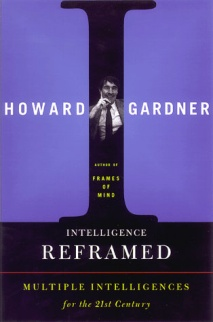 I
HOWARD GARDNER
AUTHOR OF
FRAMES
OF
MIND
INTELLIGENCE
REFRAMED
MULTIPLE INTELLIGENCES
for the 21st Century